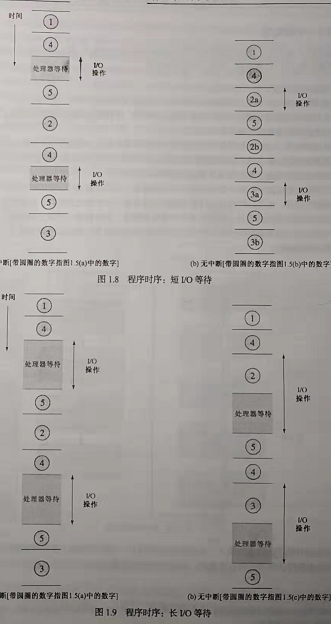 时间
①
④
处理器等待
I/O
操作
⑤
②
④
处理器等待
I/O
操作
⑤
③
中断[带圆圈的数字指图1.5(a)中的数字]
①
④
2a
I/O
操作
⑤
2b
④
3a
I/O
操作
⑤
3b
(b) 无中断[带圆圈的数字指图1.5(b)中的数字
图 1.8 程序时序：短 I/O 等待
时间
①
④
处理器等待
I/O
操作
⑤
②
④
处理器等待
I/O
操作
⑤
③
断[带圆圈的数字指图1.5(a)中的数字]
①
④
②
I/O
操作
处理器等待
⑤
④
③
I/O
操作
处理器等待
⑤
(b) 无中断[带圆圈的数字指图1.5(c)中的数字]
图 1.9 程序时序：长 I/O 等待